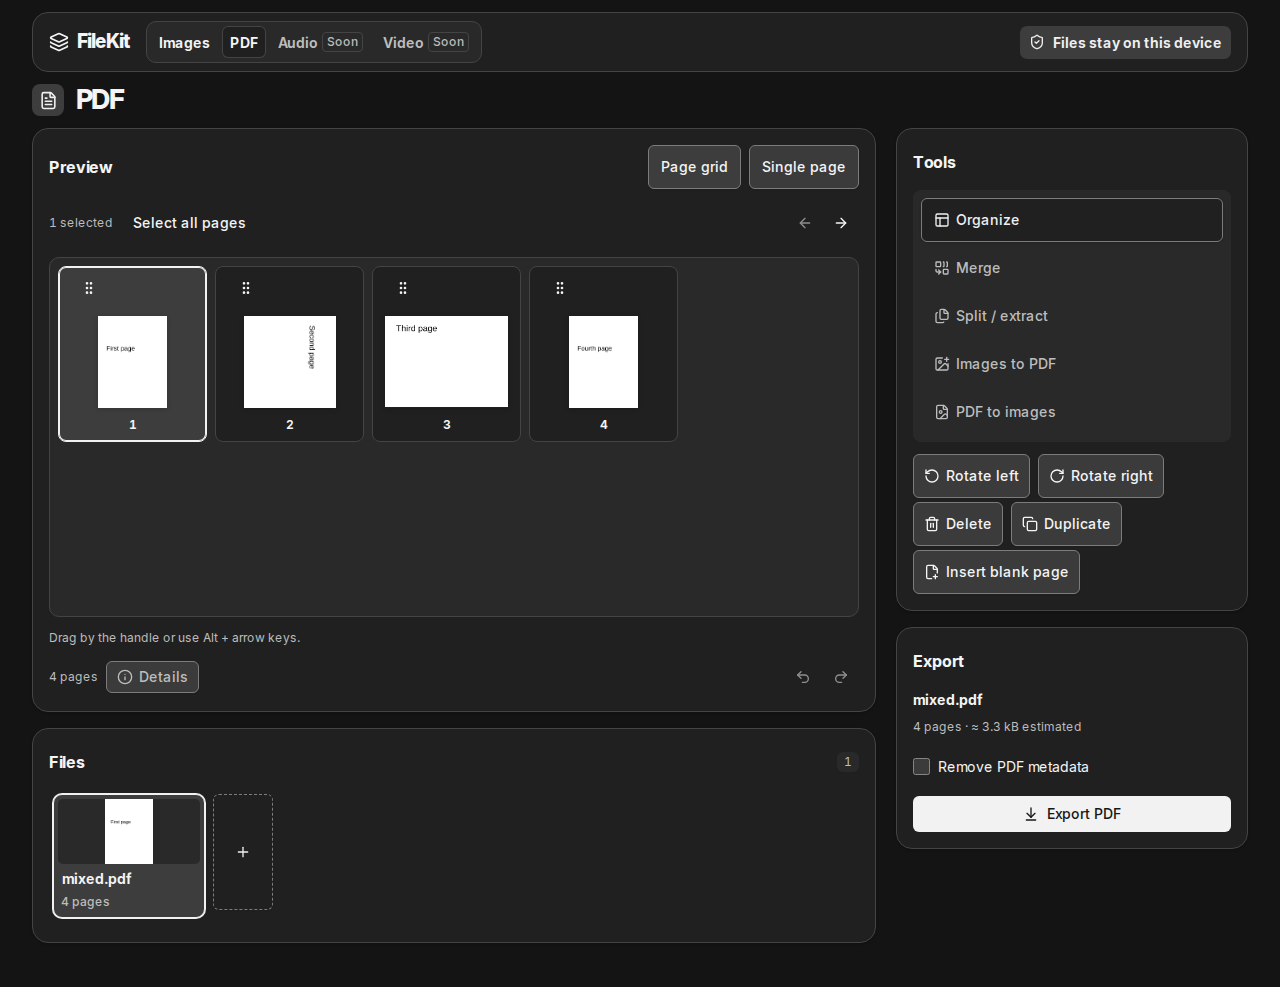 FileKit Images PDF Audio Soon Video Soon Files stay on this device
PDF
Preview Page grid Single page
1 selected Select all pages
First page
Second page
Third page
Fourth page
1 2 3 4
Drag by the handle or use Alt + arrow keys.
4 pages Details
Files 1
First page
mixed.pdf
4 pages
+
Tools
Organize
Merge
Split / extract
Images to PDF
PDF to images
Rotate left Rotate right
Delete Duplicate
Insert blank page
Export
mixed.pdf
4 pages · ≈ 3.3 kB estimated
Remove PDF metadata
Export PDF